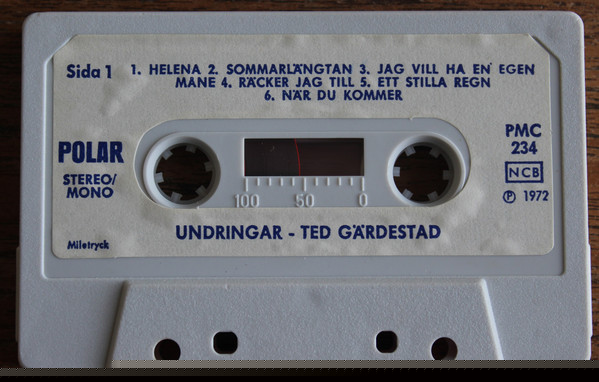 Sida 1 1. HELENA 2. SOMMARLÄNGTAN 3. JAG VILL HA EN EGEN
MANE 4. RÄCKER JAG TILL 5. ETT STILLA REGN
6. NÄR DU KOMMER
POLAR
STEREO/
MONO
PMC
234
NCB
Ⓟ 1972
100 50 0
UNDRINGAR - TED GÄRDESTAD
Miletryck